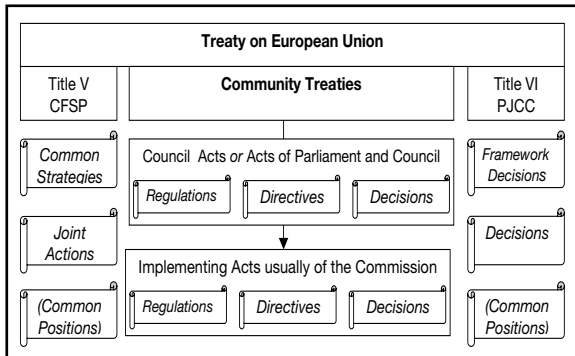 Treaty on European Union
Title V
CFSP
Community Treaties
Title VI
PJCC
Common
Strategies
Joint
Actions
(Common
Positions)
Council Acts or Acts of Parliament and Council
Regulations Directives Decisions
Implementing Acts usually of the Commission
Regulations Directives Decisions
Framework
Decisions
Decisions
(Common
Positions)